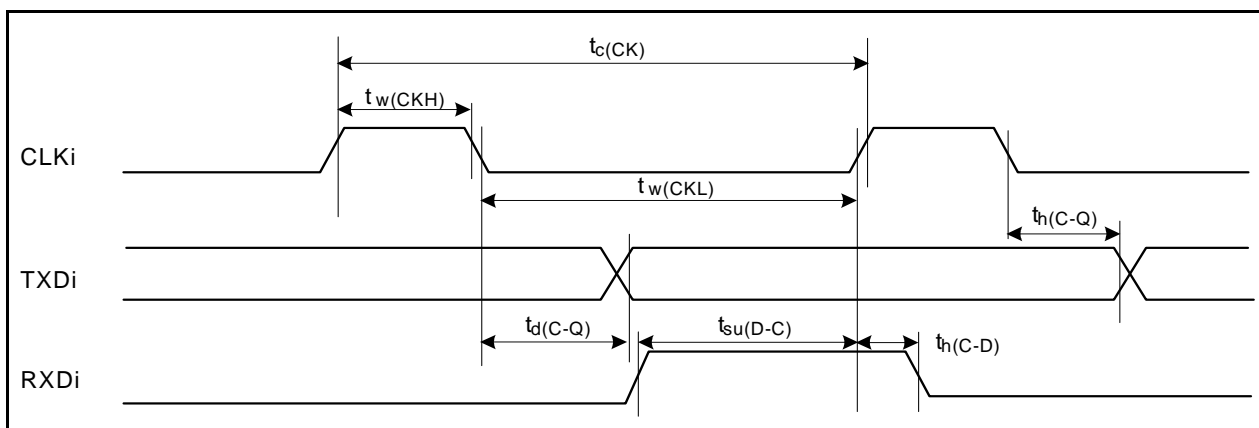 tc(CK)
tw(CKH)
CLKi
tw(CKL)
th(C-Q)
TXDi
td(C-Q)
tsu(D-C)
th(C-D)
RXDi